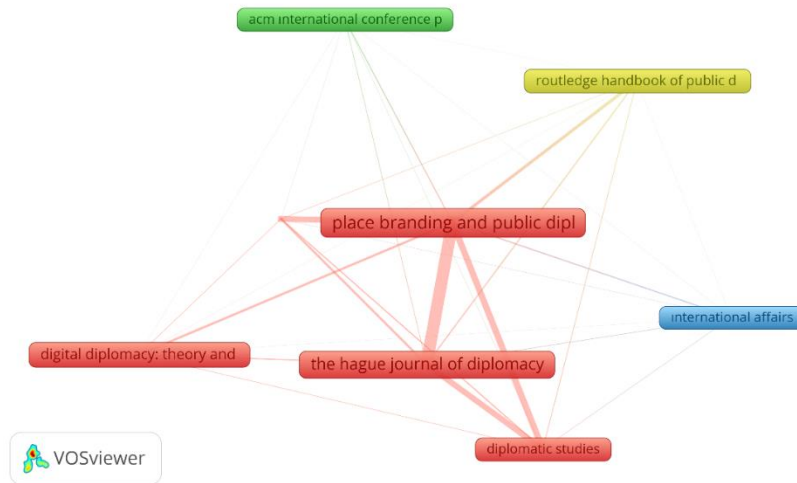 acm international conference p
routledge handbook of public d
place branding and public dipl
international affairs
digital diplomacy: theory and
the hague journal of diplomacy
diplomatic studies
VOSviewer